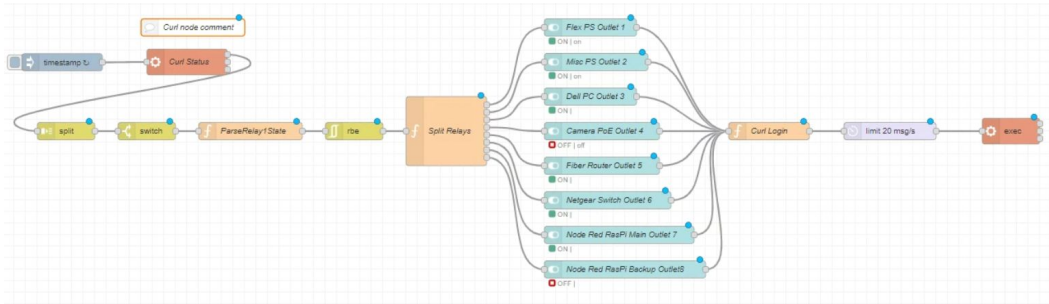 Curl node comment
timestamp ↻
Curl Status
split
switch
ParseRelay1State
rbe
Split Relays
Flex PS Outlet 1
ON | on
Misc PS Outlet 2
ON | on
Dell PC Outlet 3
ON |
Camera PoE Outlet 4
OFF | off
Fiber Router Outlet 5
ON |
Netgear Switch Outlet 6
ON |
Node Red RasPi Main Outlet 7
ON |
Node Red RasPi Backup Outlet8
OFF |
Curl Login
limit 20 msg/s
exec